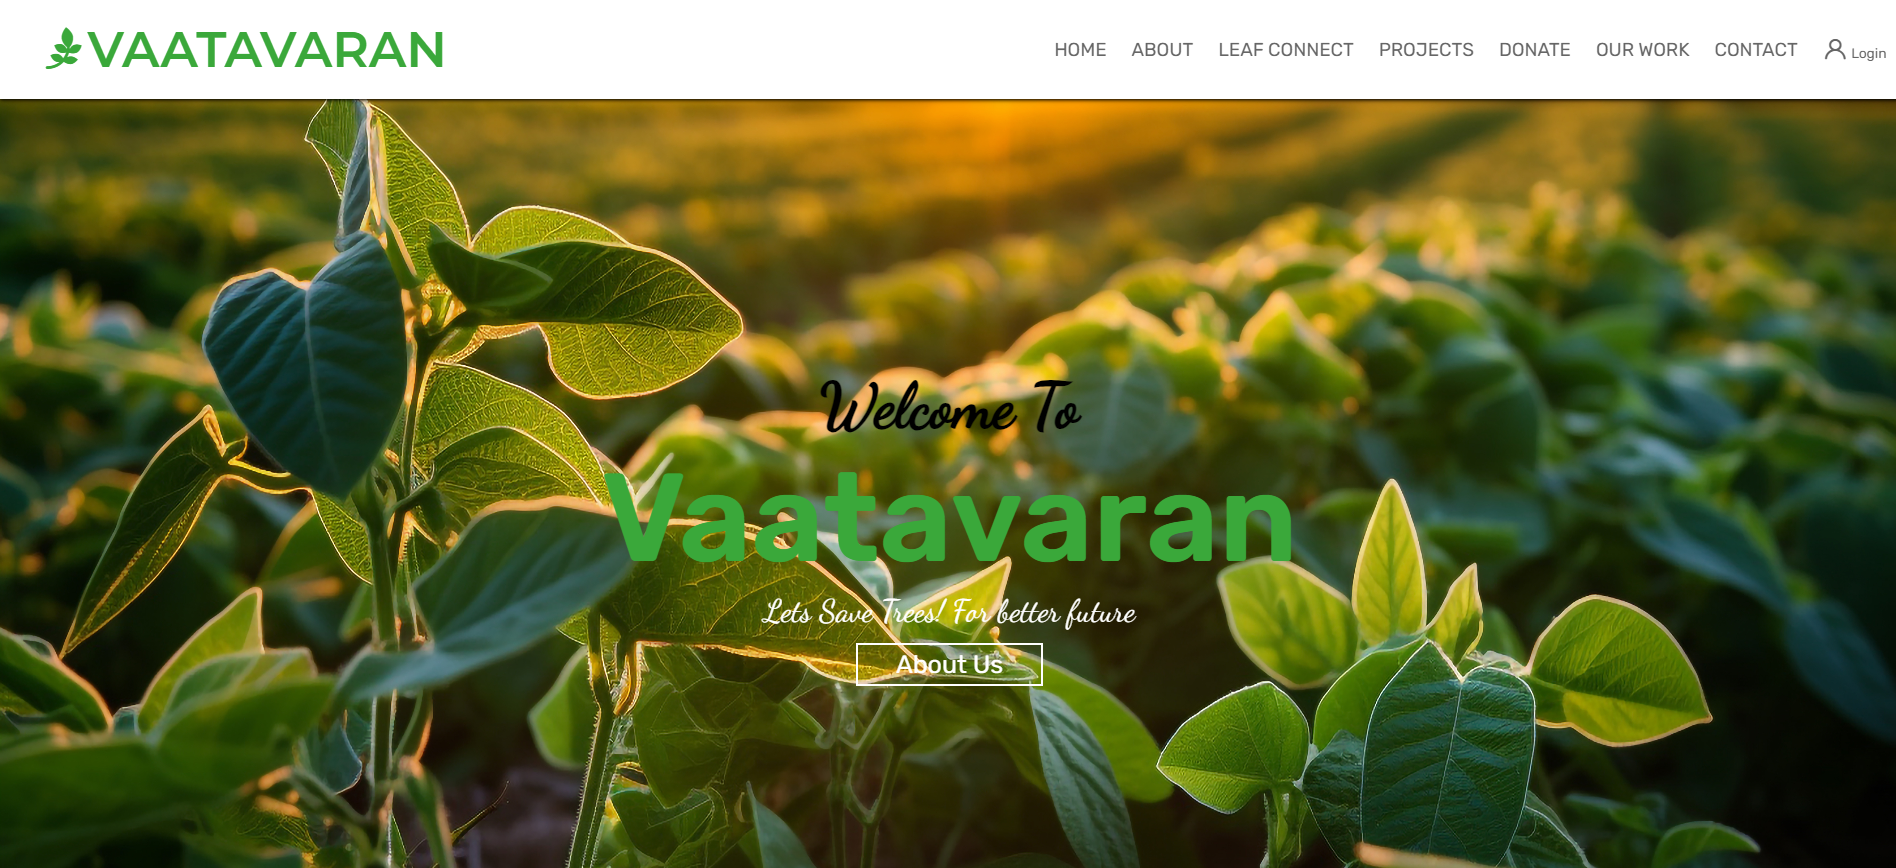 VAATAVARAN
HOME ABOUT LEAF CONNECT PROJECTS DONATE OUR WORK CONTACT Login
Welcome To
Vaatavaran
Lets Save Trees! For better future
About Us